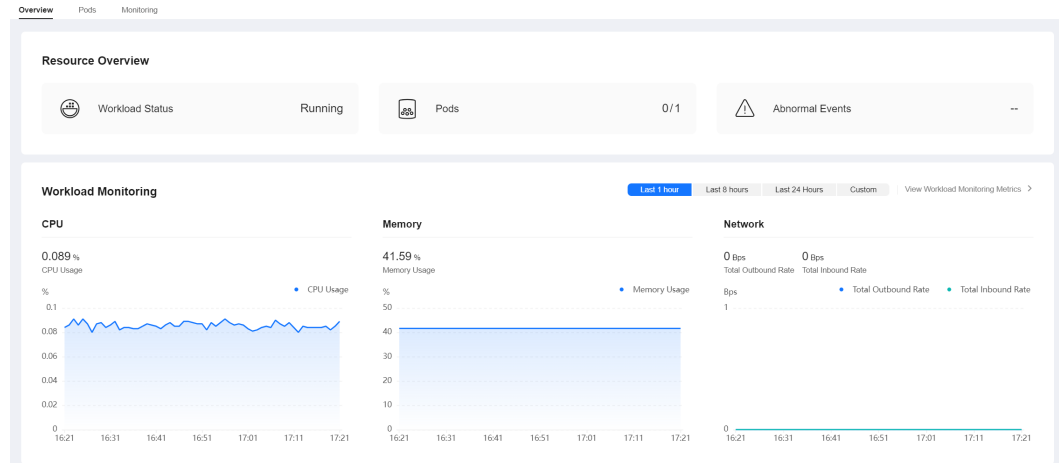 Overview Pods Monitoring
Resource Overview
Workload Status Running Pods 0/1 Abnormal Events --
Workload Monitoring Last 1 hour Last 8 hours Last 24 Hours Custom View Workload Monitoring Metrics >
CPU Memory Network
0.089 % 41.59 % 0 Bps 0 Bps
CPU Usage Memory Usage Total Outbound Rate Total Inbound Rate
% CPU Usage % Memory Usage Bps Total Outbound Rate Total Inbound Rate
0.1 50 1
0.08 40
0.06 30
0.04 20
0.02 10
0 0 0
16:21 16:31 16:41 16:51 17:01 17:11 17:21 16:21 16:31 16:41 16:51 17:01 17:11 17:21 16:21 16:31 16:41 16:51 17:01 17:11 17:21